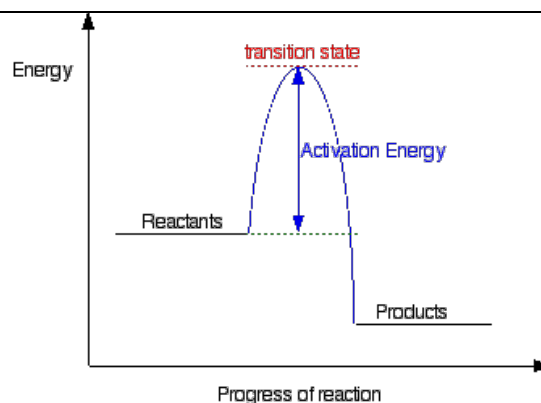 transition state
Energy
Activation Energy
Reactants
Products
Progress of reaction